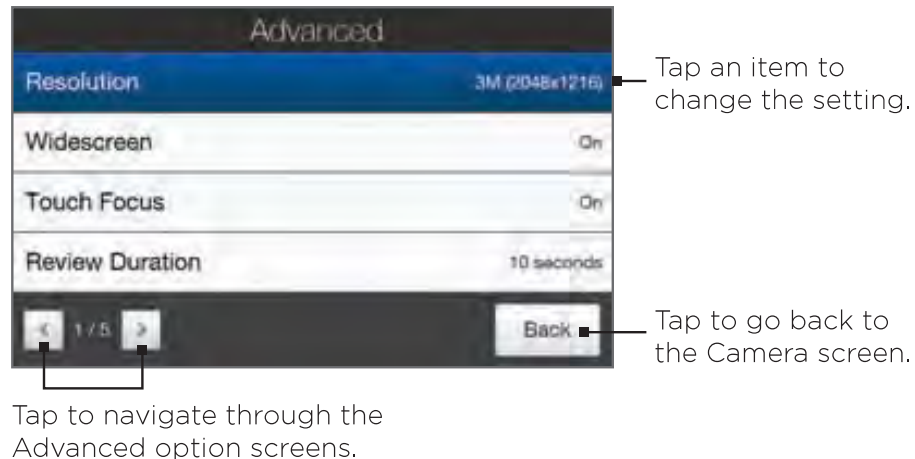 Advanced
Resolution 3M (2048x1216)
Tap an item to
change the setting.
Widescreen On
Touch Focus On
Review Duration 10 seconds
< 1 / 5 > Back
Tap to go back to
the Camera screen.
Tap to navigate through the
Advanced option screens.